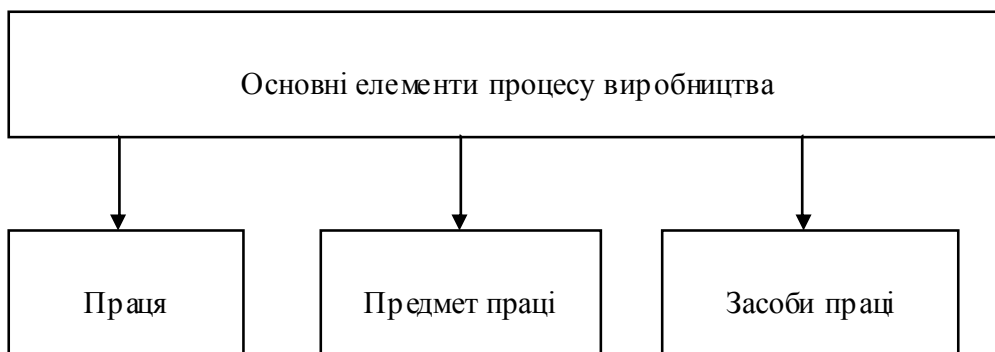 Основні елементи процесу виробництва
Праця
Предмет праці
Засоби праці